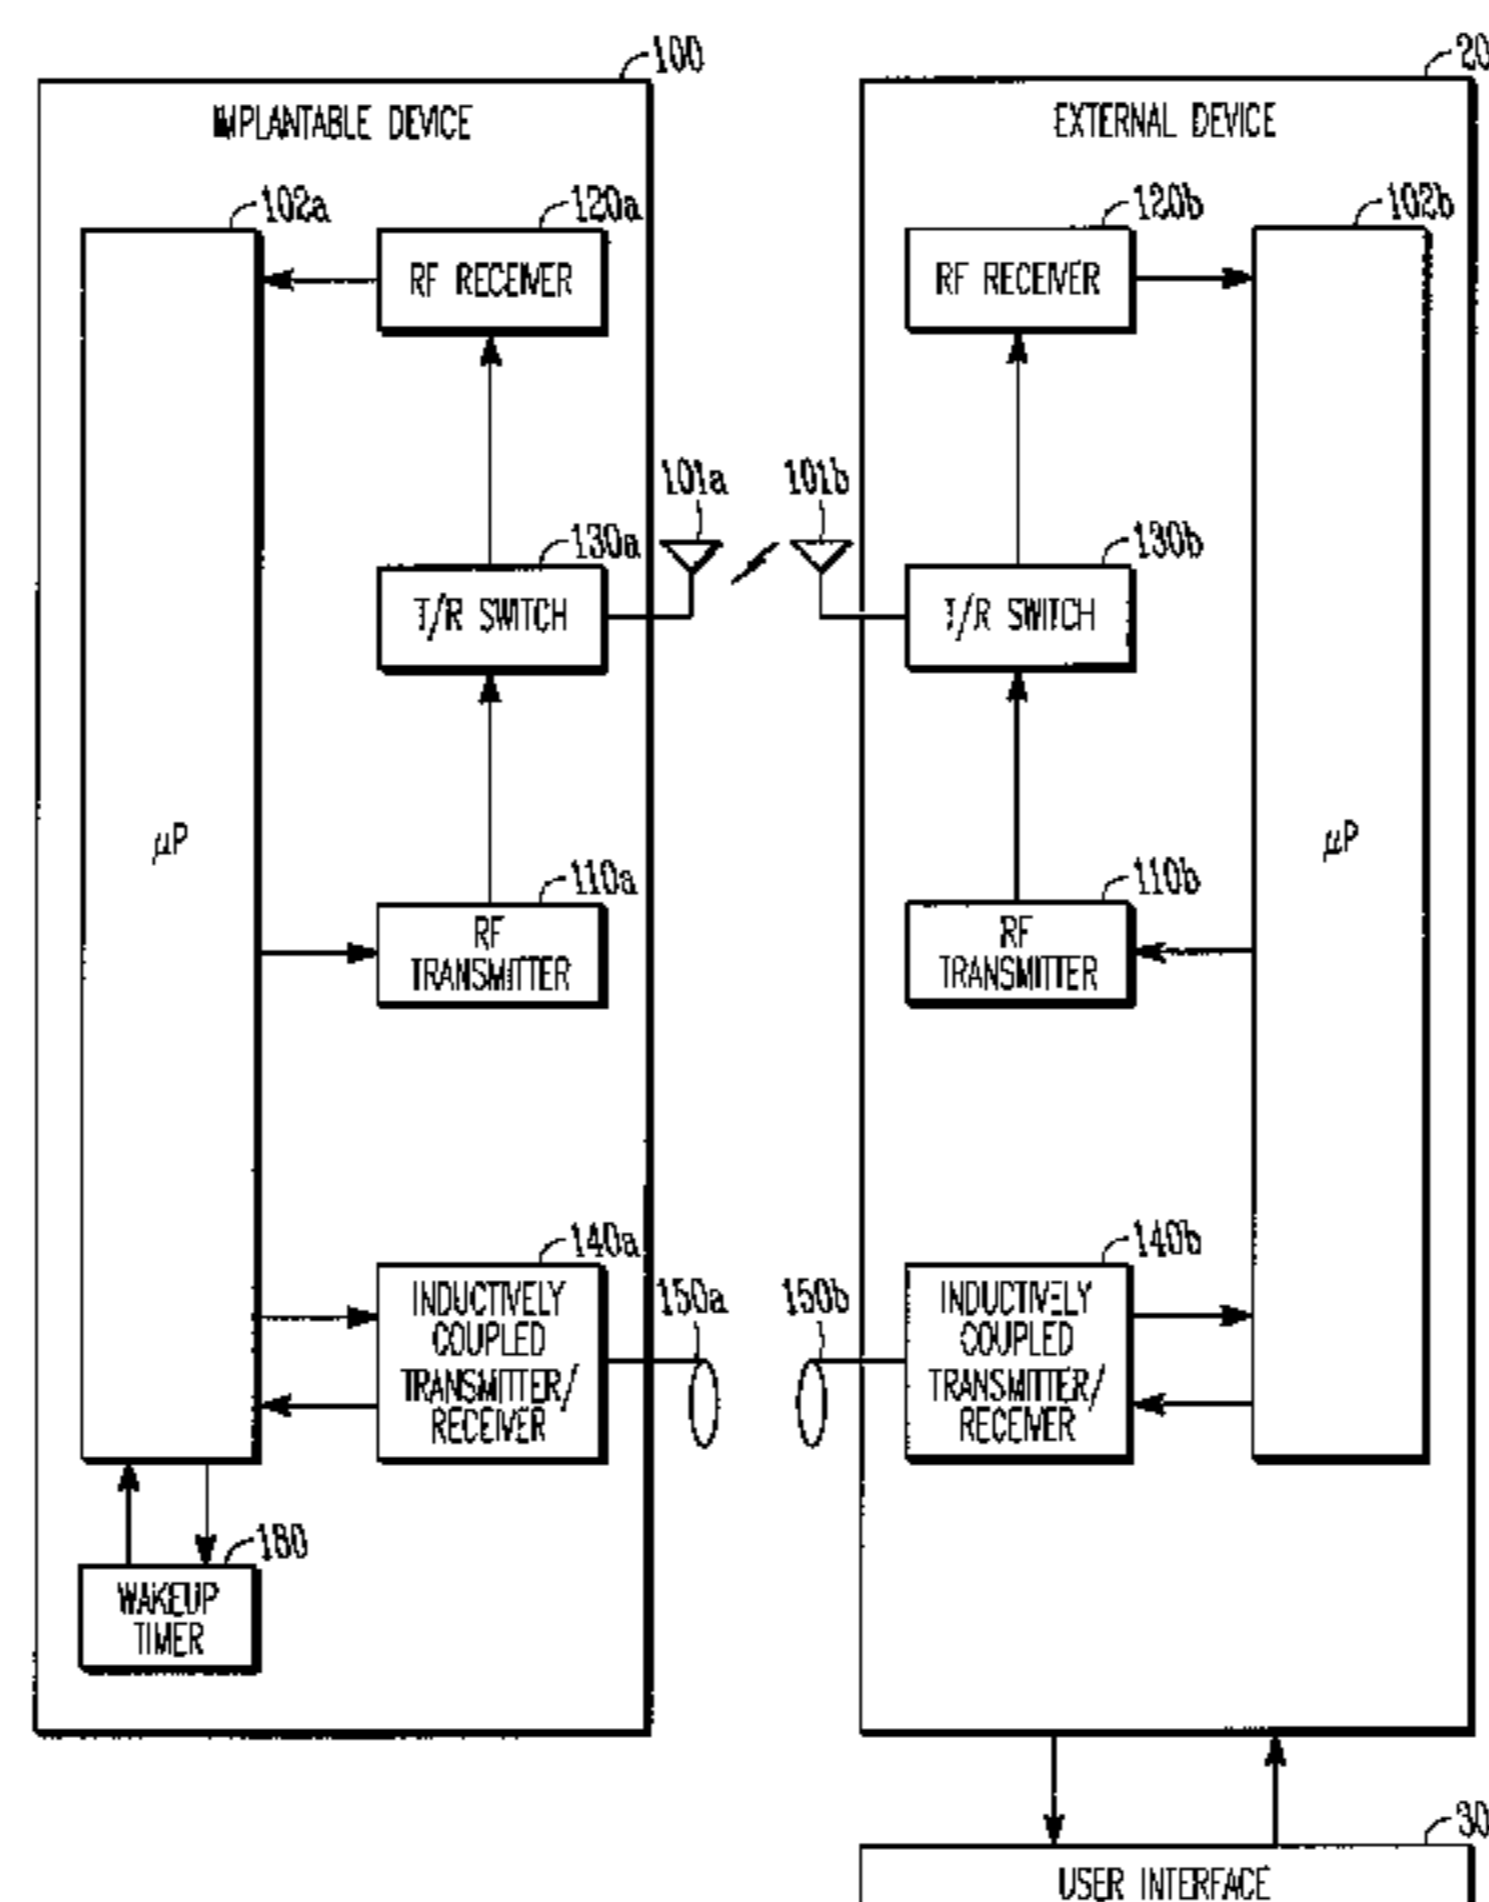 100
20
IMPLANTABLE DEVICE
EXTERNAL DEVICE
102a
120a
120b
102b
RF RECEIVER
RF RECEIVER
101a
101b
130a
130b
T/R SWITCH
T/R SWITCH
µP
µP
110a
110b
RF
TRANSMITTER
RF
TRANSMITTER
140a
140b
150a
150b
INDUCTIVELY
COUPLED
TRANSMITTER/
RECEIVER
INDUCTIVELY
COUPLED
TRANSMITTER/
RECEIVER
180
WAKEUP
TIMER
30
USER INTERFACE